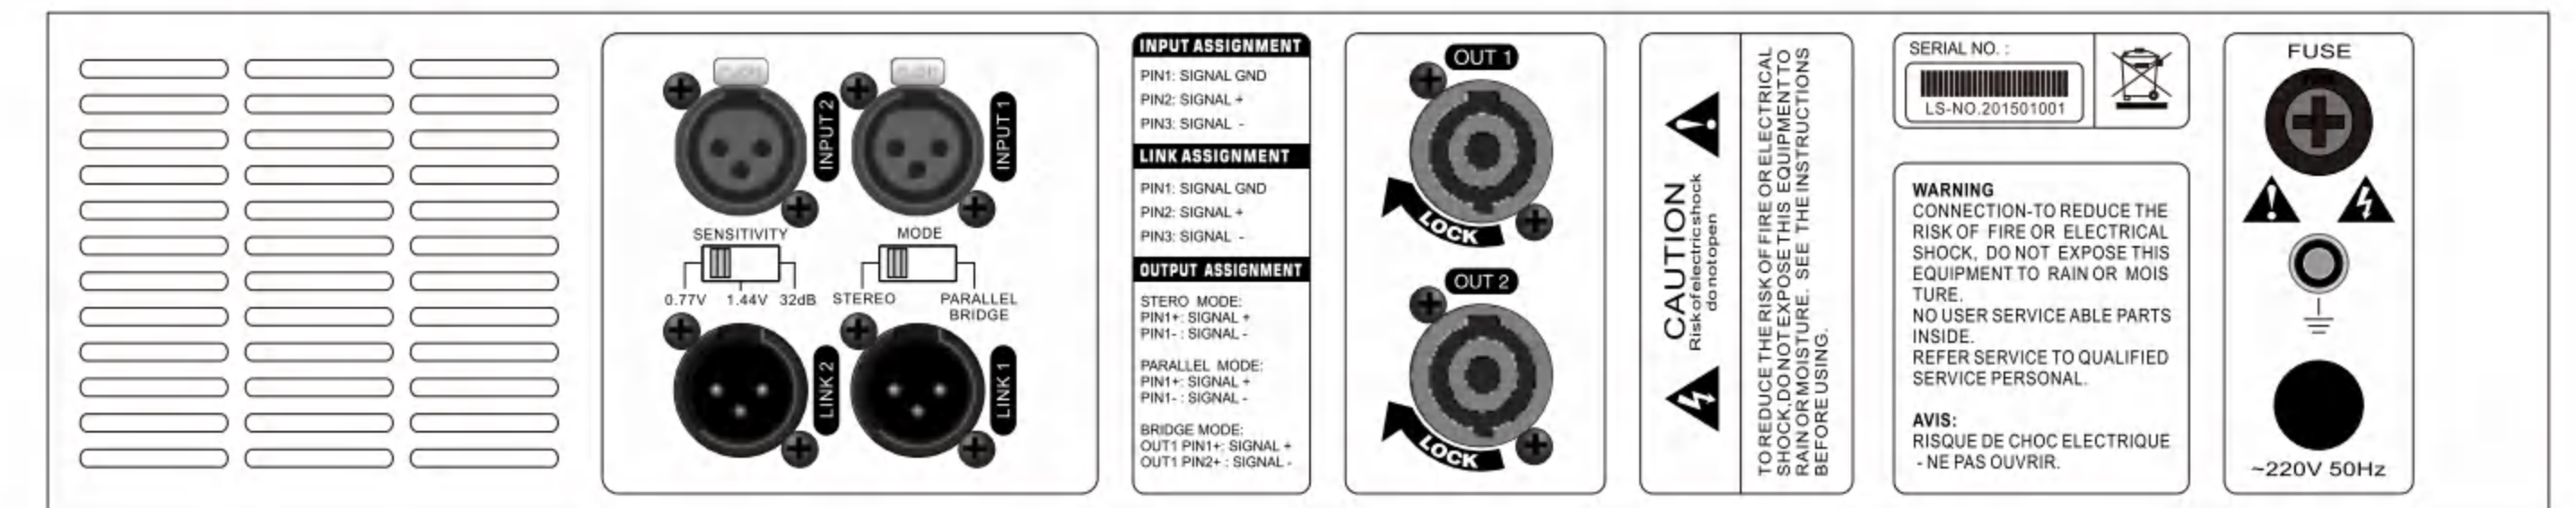 INPUT 2
INPUT 1
SENSITIVITY
0.77V 1.44V 32dB
MODE
STEREO
PARALLEL
BRIDGE
LINK 2
LINK 1
INPUT ASSIGNMENT
PIN1: SIGNAL GND
PIN2: SIGNAL +
PIN3: SIGNAL -
LINK ASSIGNMENT
PIN1: SIGNAL GND
PIN2: SIGNAL +
PIN3: SIGNAL -
OUTPUT ASSIGNMENT
STERO MODE:
PIN1+: SIGNAL +
PIN1- : SIGNAL -
PARALLEL MODE:
PIN1+: SIGNAL +
PIN1- : SIGNAL -
BRIDGE MODE:
OUT1 PIN1+: SIGNAL +
OUT1 PIN2+ : SIGNAL -
OUT 1
LOCK
OUT 2
LOCK
CAUTION
Risk of electric shock
do not open
TO REDUCE THE RISK OF FIRE OR ELECTRICAL
SHOCK, DO NOT EXPOSE THIS EQUIPMENT TO
RAIN OR MOISTURE. SEE THE INSTRUCTIONS
BEFORE USING.
SERIAL NO. :
LS-NO.201501001
WARNING
CONNECTION-TO REDUCE THE
RISK OF FIRE OR ELECTRICAL
SHOCK, DO NOT EXPOSE THIS
EQUIPMENT TO RAIN OR MOIS
TURE.
NO USER SERVICE ABLE PARTS
INSIDE.
REFER SERVICE TO QUALIFIED
SERVICE PERSONAL.
AVIS:
RISQUE DE CHOC ELECTRIQUE
- NE PAS OUVRIR.
FUSE
~220V 50Hz